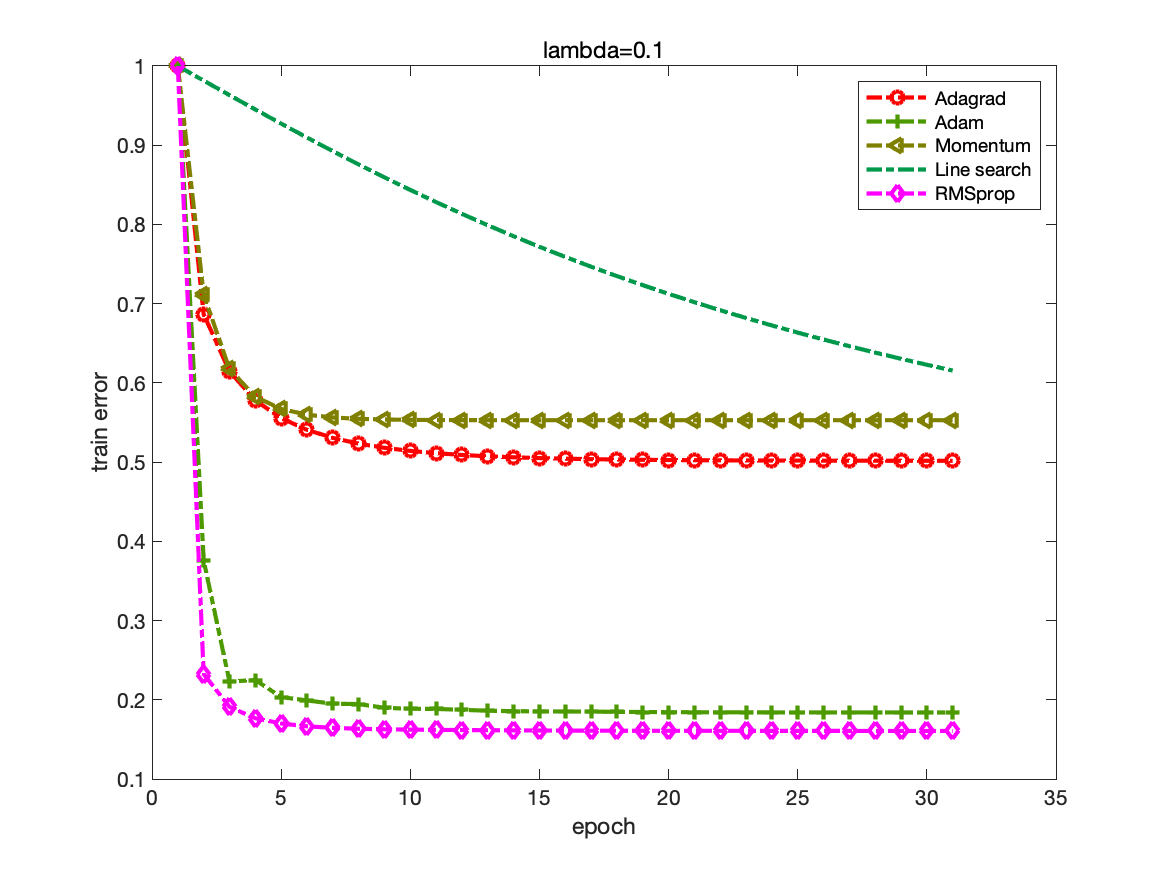 lambda=0.1
1
0.9
0.8
0.7
0.6
0.5
0.4
0.3
0.2
0.1
train error
Adagrad
Adam
Momentum
Line search
RMSprop
0 5 10 15 20 25 30 35
epoch